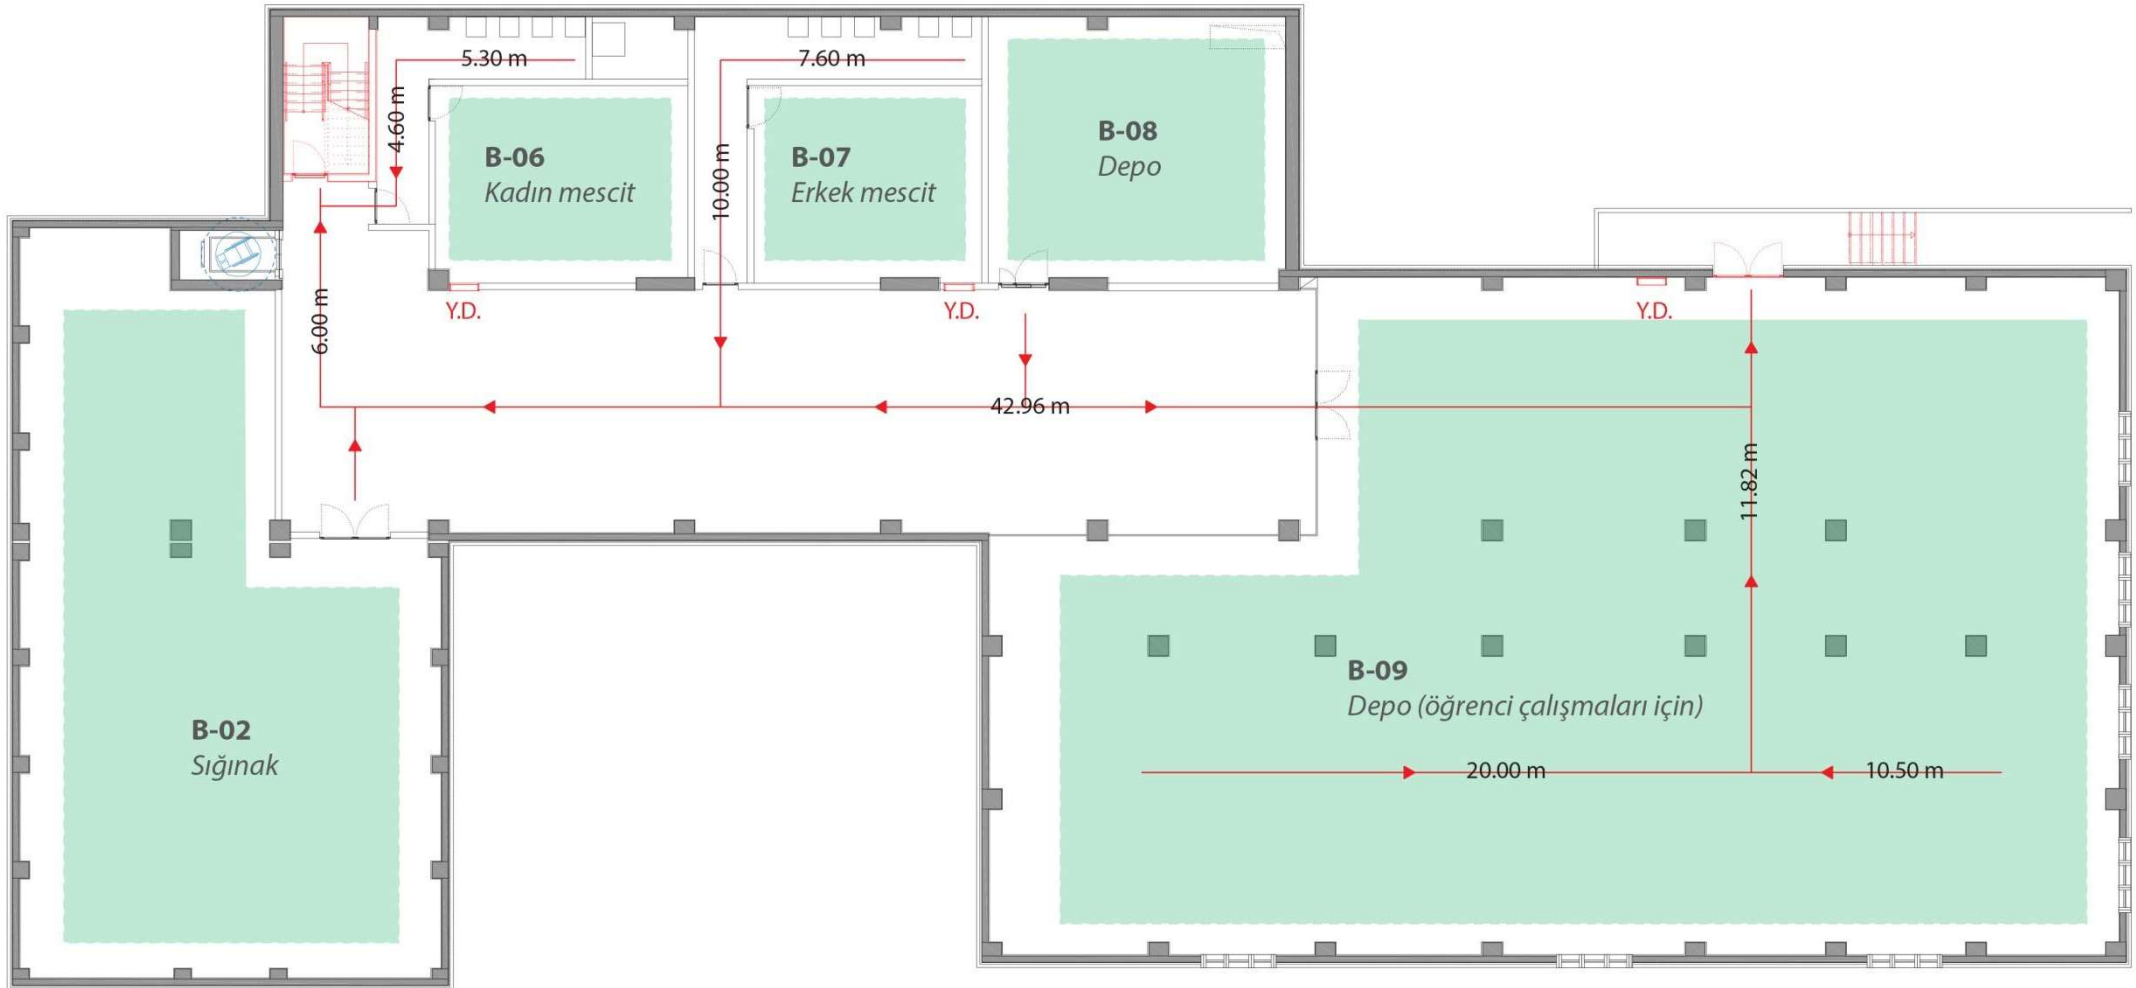 5.30 m
7.60 m
4.60 m
10.00 m
B-06
Kadın mescit
B-07
Erkek mescit
B-08
Depo
6.00 m
Y.D.
Y.D.
Y.D.
42.96 m
11.82 m
B-09
Depo (öğrenci çalışmaları için)
B-02
Sığınak
20.00 m
10.50 m